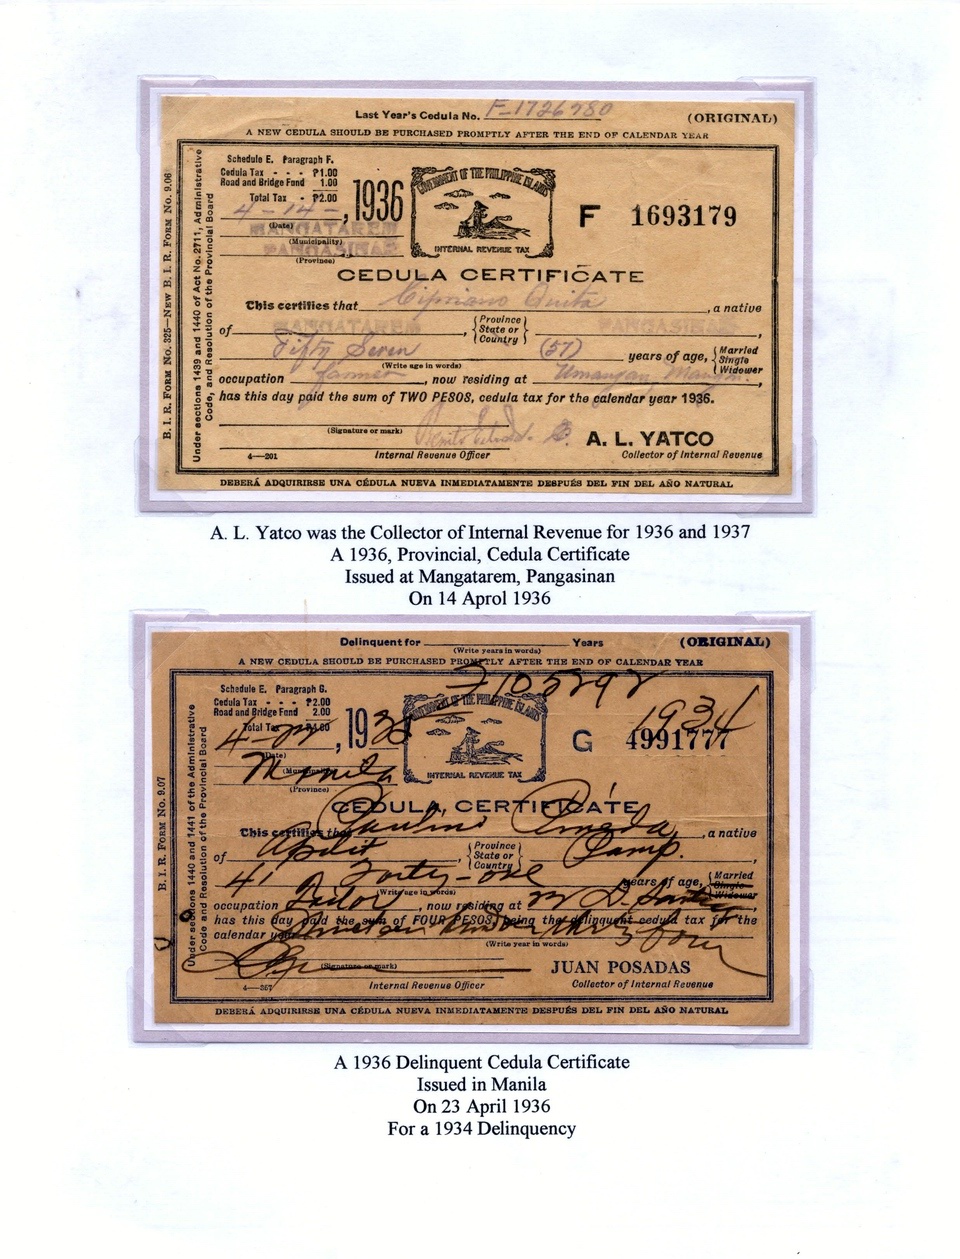 Last Year's Cedula No. F-1726780 (ORIGINAL)
A NEW CEDULA SHOULD BE PURCHASED PROMPTLY AFTER THE END OF CALENDAR YEAR
B. I. R. FORM No. 325—NEW B. I. R. FORM No. 9.06
Under sections 1439 and 1440 of Act No. 2711, Administrative
Code, and Resolution of the Provincial Board
Schedule E. Paragraph F.
Cedula Tax - - - ₱1.00
Road and Bridge Fund 1.00
Total Tax - ₱2.00
4-14-, 1936
(Date)
MANGATAREM
(Municipality)
PANGASINAN
(Province)
GOVERNMENT OF THE PHILIPPINE ISLANDS
INTERNAL REVENUE TAX
F 1693179
CEDULA CERTIFICATE
This certifies that Cipriano Quita, a native
of MANGATAREM, {Province State or Country} PANGASINAN,
Fifty Seven (57) years of age, {Married Single Widower
(Write age in words)
occupation farmer, now residing at Umangan, Mangm.,
has this day paid the sum of TWO PESOS, cedula tax for the calendar year 1936.
(Signature or mark)
A. L. YATCO
4—201 Internal Revenue Officer Collector of Internal Revenue
DEBERÁ ADQUIRIRSE UNA CÉDULA NUEVA INMEDIATAMENTE DESPUÉS DEL FIN DEL AÑO NATURAL
A. L. Yatco was the Collector of Internal Revenue for 1936 and 1937
A 1936, Provincial, Cedula Certificate
Issued at Mangatarem, Pangasinan
On 14 Aprol 1936
Delinquent for Years (ORIGINAL)
(Write years in words)
A NEW CEDULA SHOULD BE PURCHASED PROMPTLY AFTER THE END OF CALENDAR YEAR
B. I. R. FORM No. 9.07
Under sections 1440 and 1441 of the Administrative
Code and Resolution of the Provincial Board
Schedule E. Paragraph G.
Cedula Tax - - - ₱2.00
Road and Bridge Fund 2.00
Total Tax ₱4.00
, 1936
(Date)
Manila
(Municipality)
(Province)
GOVERNMENT OF THE PHILIPPINE ISLANDS
INTERNAL REVENUE TAX
1934
G 4991777
CEDULA CERTIFICATE
This certifies that Paulino, a native
of Apalit, {Province State or Country} Pamp.,
41 Forty-one years of age, {Married Single Widower
(Write age in words)
occupation Tailor, now residing at
has this day paid the sum of FOUR PESOS, being the delinquent cedula tax for the
calendar year nineteen hundred thirty four
(Write year in words)
(Signature or mark)
JUAN POSADAS
4—357 Internal Revenue Officer Collector of Internal Revenue
DEBERÁ ADQUIRIRSE UNA CÉDULA NUEVA INMEDIATAMENTE DESPUÉS DEL FIN DEL AÑO NATURAL
A 1936 Delinquent Cedula Certificate
Issued in Manila
On 23 April 1936
For a 1934 Delinquency